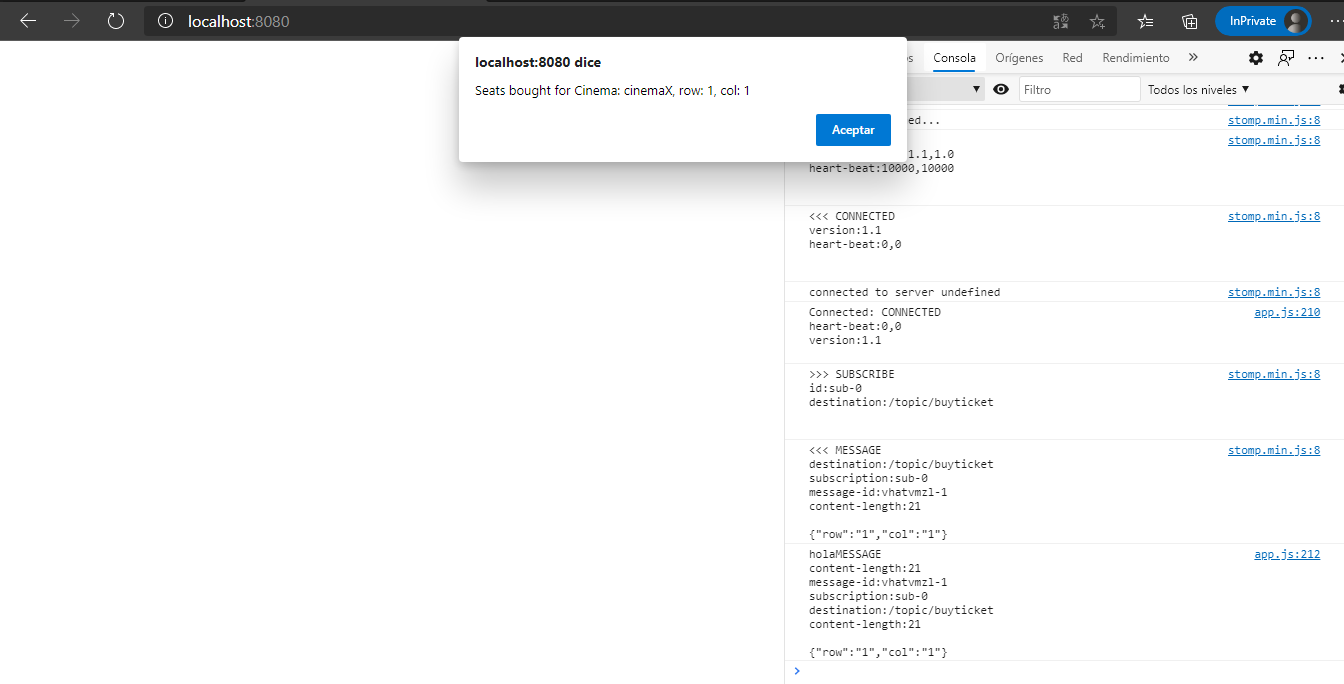 localhost:8080
InPrivate
localhost:8080 dice
Seats bought for Cinema: cinemaX, row: 1, col: 1
Aceptar
Consola
Orígenes
Red
Rendimiento
Filtro
Todos los niveles
ed...
stomp.min.js:8
stomp.min.js:8
1.1,1.0
heart-beat:10000,10000
<<< CONNECTED
stomp.min.js:8
version:1.1
heart-beat:0,0
connected to server undefined
stomp.min.js:8
Connected: CONNECTED
app.js:210
heart-beat:0,0
version:1.1
>>> SUBSCRIBE
stomp.min.js:8
id:sub-0
destination:/topic/buyticket
<<< MESSAGE
stomp.min.js:8
destination:/topic/buyticket
subscription:sub-0
message-id:vhatvmzl-1
content-length:21
{"row":"1","col":"1"}
holaMESSAGE
app.js:212
content-length:21
message-id:vhatvmzl-1
subscription:sub-0
destination:/topic/buyticket
content-length:21
{"row":"1","col":"1"}